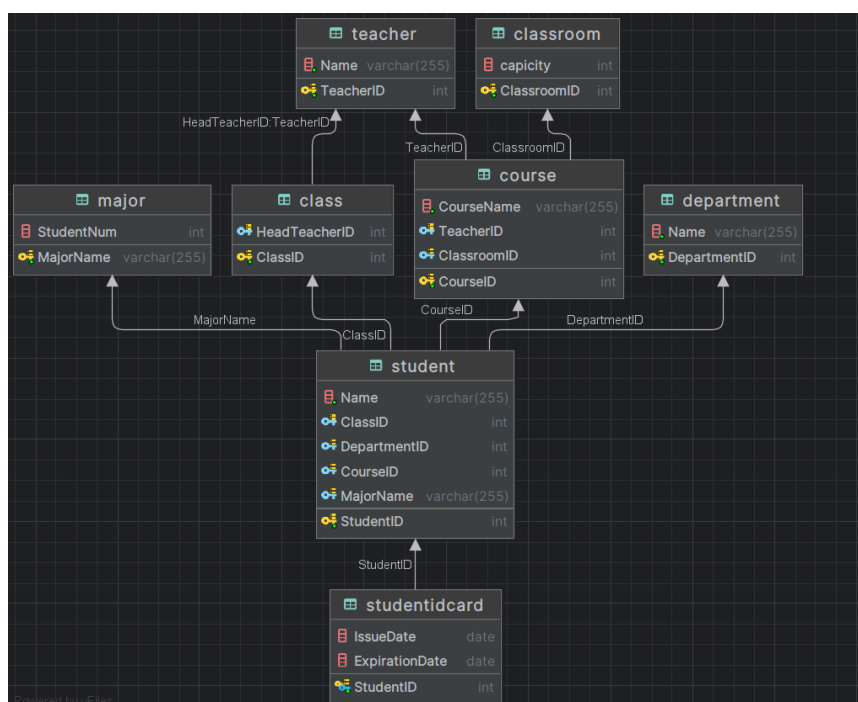 teacher
Name varchar(255)
TeacherID int
classroom
capicity int
ClassroomID int
HeadTeacherID:TeacherID
TeacherID
ClassroomID
major
StudentNum int
MajorName varchar(255)
class
HeadTeacherID int
ClassID int
course
CourseName varchar(255)
TeacherID int
ClassroomID int
CourseID int
department
Name varchar(255)
DepartmentID int
MajorName
ClassID
CourseID
DepartmentID
student
Name varchar(255)
ClassID int
DepartmentID int
CourseID int
MajorName varchar(255)
StudentID int
StudentID
studentidcard
IssueDate date
ExpirationDate date
StudentID int
Powered by yFiles